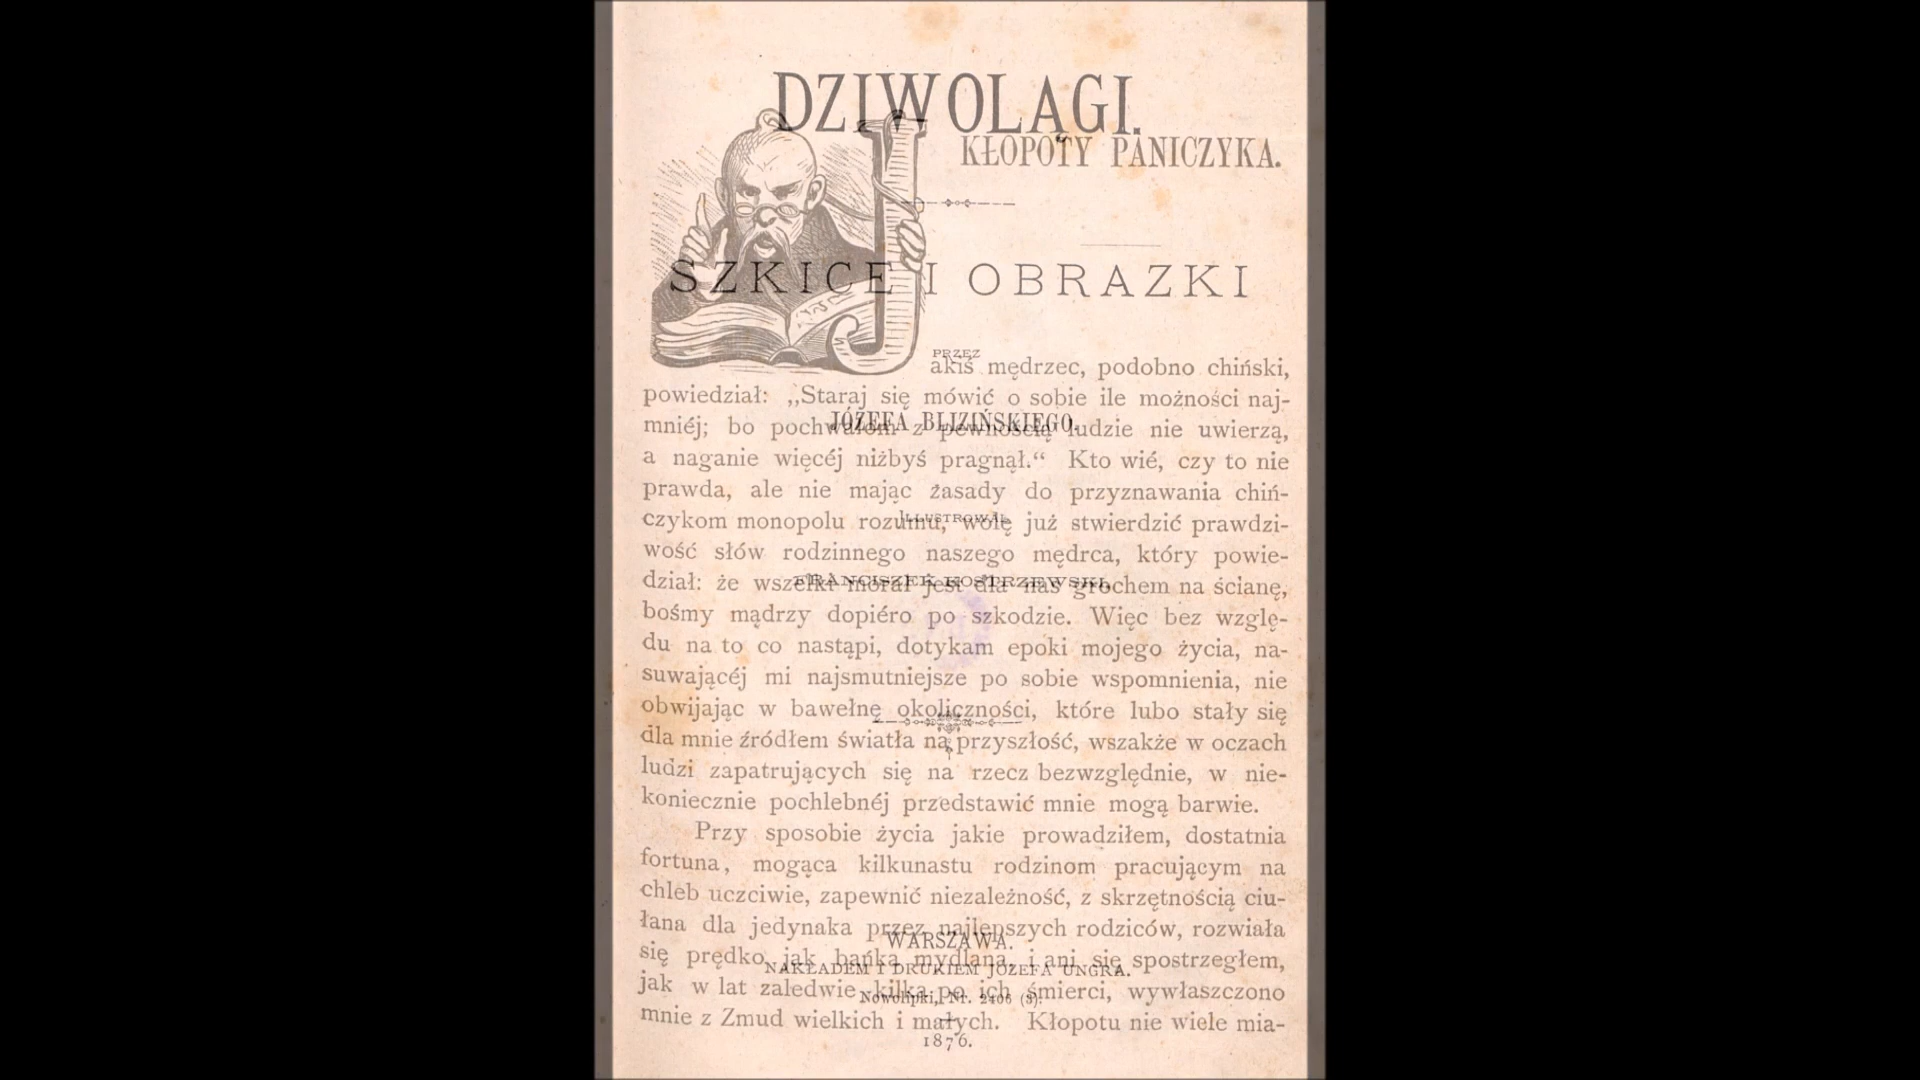 DZIWOLĄGI.
KŁOPOTY PANICZYKA.
SZKICE I OBRAZKI
PRZEZ
JÓZEFA BLIZIŃSKIEGO.
ILLUSTROWAŁ
FRANCISZEK KOSTRZEWSKI.
WARSZAWA.
NAKŁADEM I DRUKIEM JÓZEFA UNGRA.
Nowolipki, Nr. 2406 (3).
1876.
J
akiś mędrzec, podobno chiński,
powiedział: ,,Staraj się mówić o sobie ile możności naj-
mniéj; bo pochwałom z pewnością ludzie nie uwierzą,
a naganie więcéj niżbyś pragnął.“ Kto wié, czy to nie
prawda, ale nie mając zasady do przyznawania chiń-
czykom monopolu rozumu, wolę już stwierdzić prawdzi-
wość słów rodzinnego naszego mędrca, który powie-
dział: że wszelki morał jest dla nas grochem na ścianę,
bośmy mądrzy dopiéro po szkodzie. Więc bez wzglę-
du na to co nastąpi, dotykam epoki mojego życia, na-
suwającéj mi najsmutniejsze po sobie wspomnienia, nie
obwijając w bawełnę okoliczności, które lubo stały się
dla mnie źródłem światła na przyszłość, wszakże w oczach
ludzi zapatrujących się na rzecz bezwzględnie, w nie-
koniecznie pochlebnéj przedstawić mnie mogą barwie.
Przy sposobie życia jakie prowadziłem, dostatnia
fortuna, mogąca kilkunastu rodzinom pracującym na
chleb uczciwie, zapewnić niezależność, z skrzętnością ciu-
łana dla jedynaka przez najlepszych rodziców, rozwiała
się prędko jak bańka mydlana, i ani się spostrzegłem,
jak w lat zaledwie kilka po ich śmierci, wywłaszczono
mnie z Zmud wielkich i małych. Kłopotu nie wiele mia-